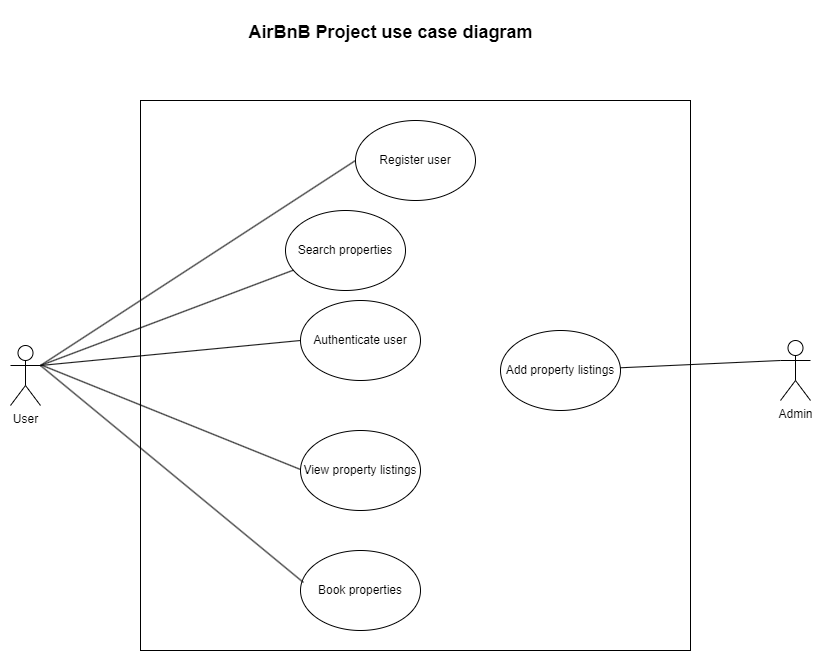 AirBnB Project use case diagram
Register user
Search properties
Authenticate user
Add property listings
User
Admin
View property listings
Book properties